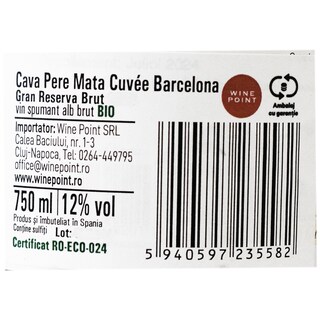 Cava Pere Mata Cuvée Barcelona
Gran Reserva Brut
vin spumant alb brut BIO
WINE
POINT
Ambalaj
cu garanție
Importator: Wine Point SRL
Calea Baciului, nr. 1-3
Cluj-Napoca, Tel: 0264-449795
office@winepoint.ro
www.winepoint.ro
750 ml 12% vol
Produs și îmbuteliat în Spania
Conține sulfiți Lot:
Certificat RO-ECO-024
5 940597 235582